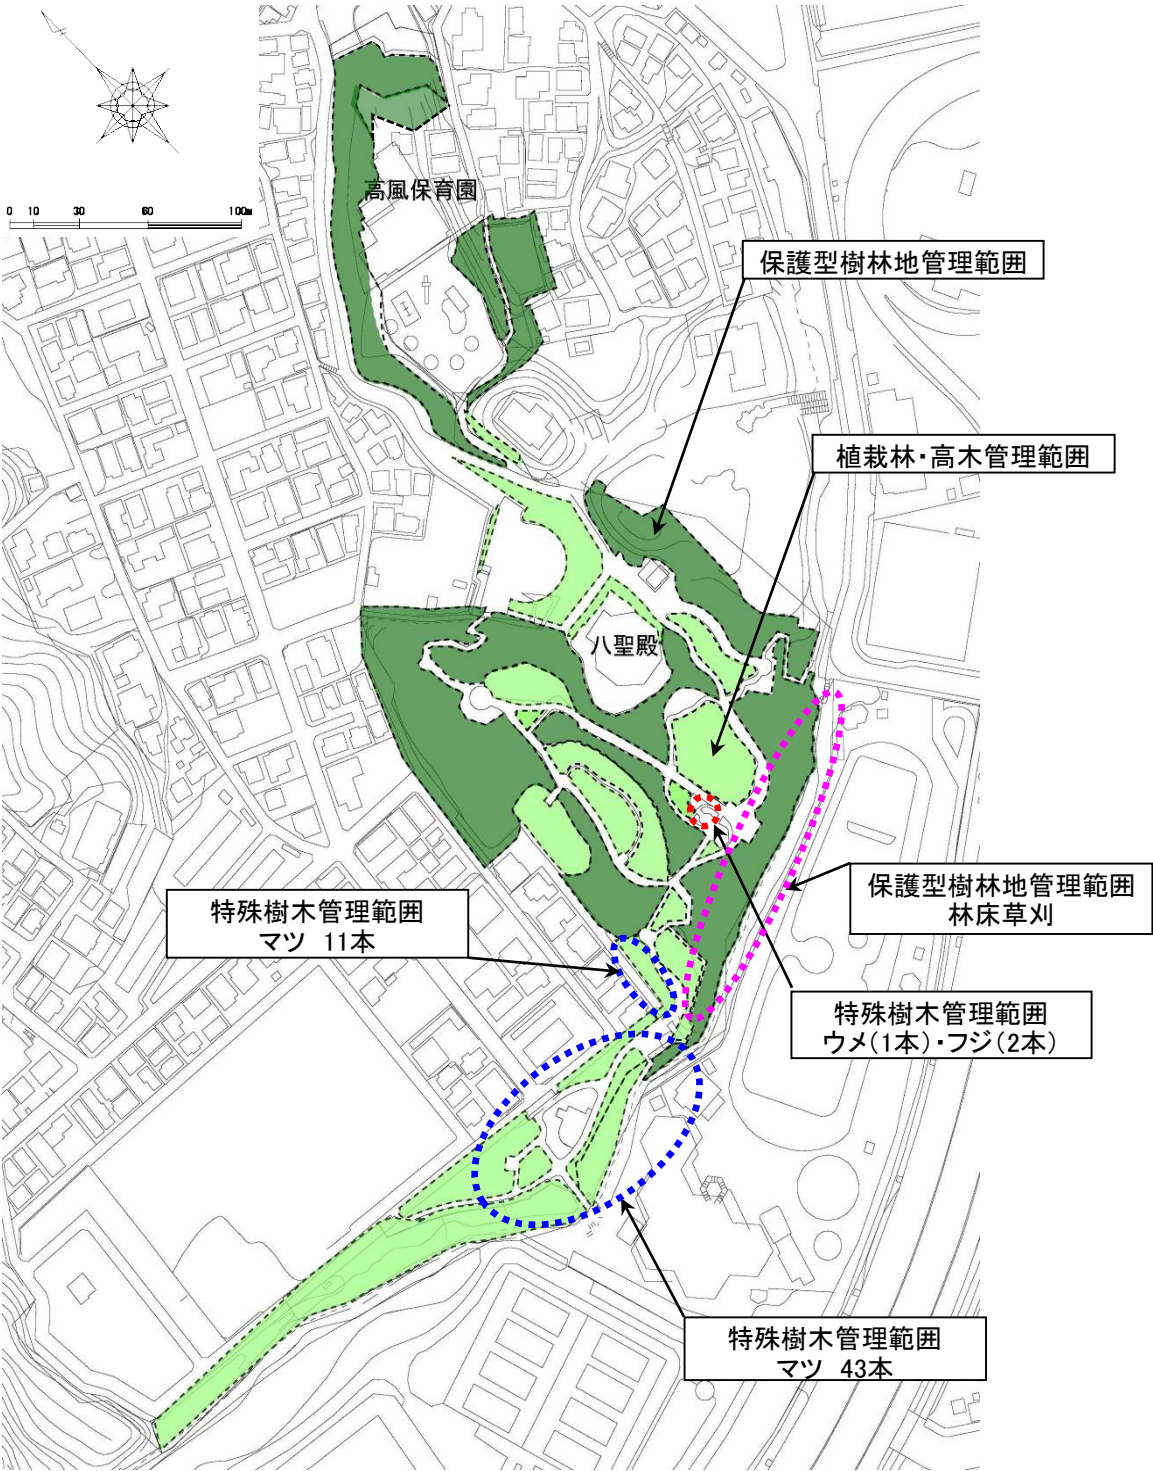 0 10 30 60 100m
高風保育園
保護型樹林地管理範囲
植栽林・高木管理範囲
八聖殿
保護型樹林地管理範囲
林床草刈
特殊樹木管理範囲
マツ 11本
特殊樹木管理範囲
ウメ(1本)・フジ(2本)
特殊樹木管理範囲
マツ 43本